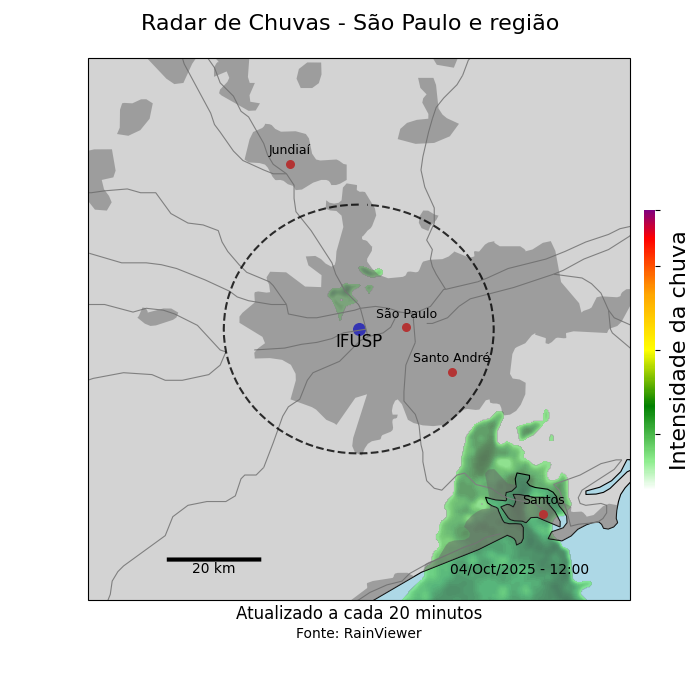 Radar de Chuvas - São Paulo e região
Jundiaí
São Paulo
IFUSP
Santo André
Santos
20 km
04/Oct/2025 - 12:00
Intensidade da chuva
Atualizado a cada 20 minutos
Fonte: RainViewer